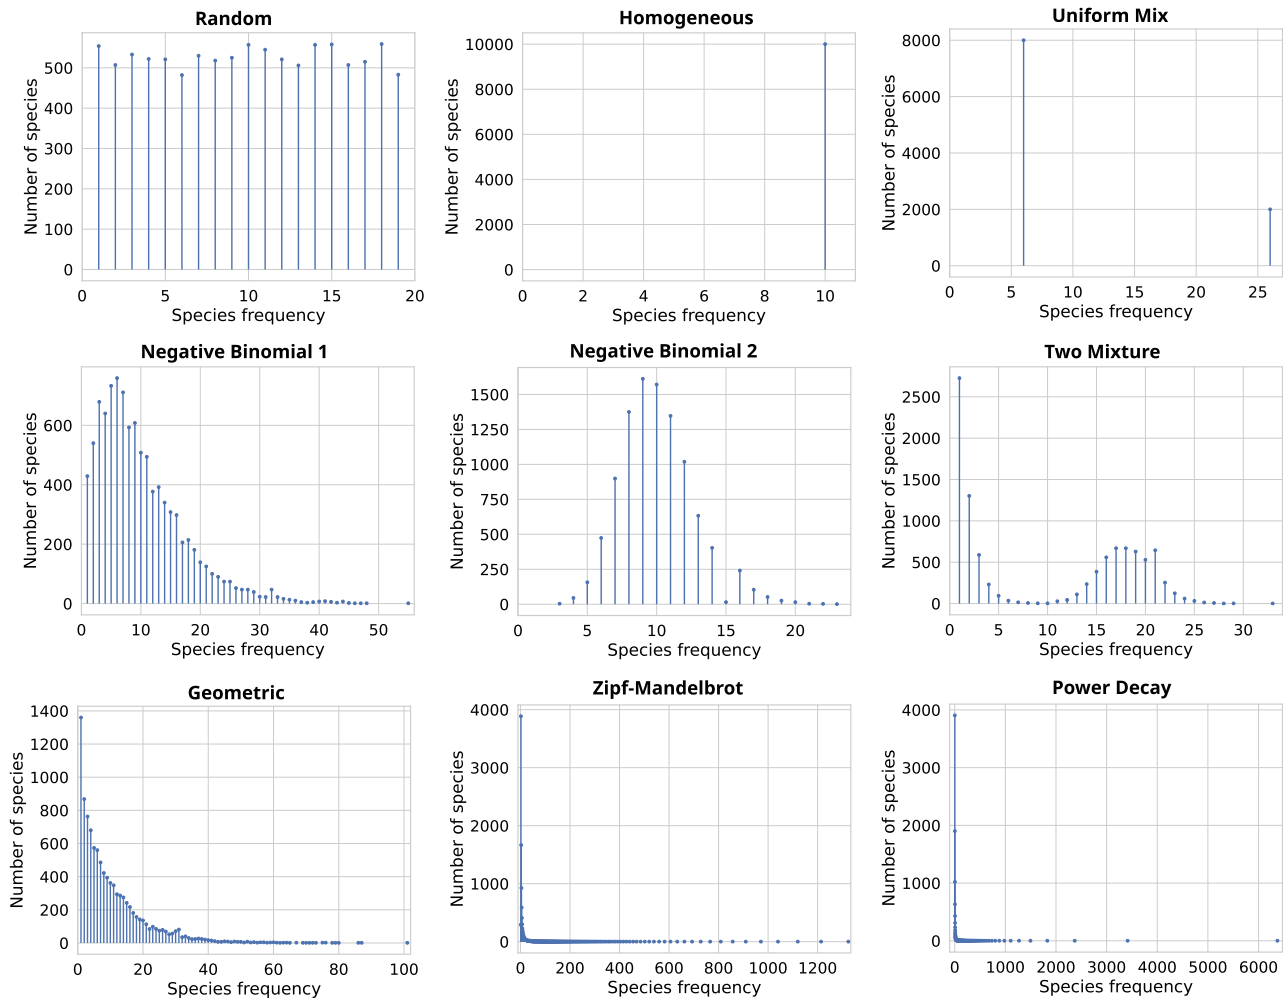 Random
Number of species
500
400
300
200
100
0
0 5 10 15 20
Species frequency
Homogeneous
Number of species
10000
8000
6000
4000
2000
0
0 2 4 6 8 10
Species frequency
Uniform Mix
Number of species
8000
6000
4000
2000
0
0 5 10 15 20 25
Species frequency
Negative Binomial 1
Number of species
600
400
200
0
0 10 20 30 40 50
Species frequency
Negative Binomial 2
Number of species
1500
1250
1000
750
500
250
0
0 5 10 15 20
Species frequency
Two Mixture
Number of species
2500
2000
1500
1000
500
0
0 5 10 15 20 25 30
Species frequency
Geometric
Number of species
1400
1200
1000
800
600
400
200
0
0 20 40 60 80 100
Species frequency
Zipf-Mandelbrot
Number of species
4000
3000
2000
1000
0
0 200 400 600 800 1000 1200
Species frequency
Power Decay
Number of species
4000
3000
2000
1000
0
0 1000 2000 3000 4000 5000 6000
Species frequency